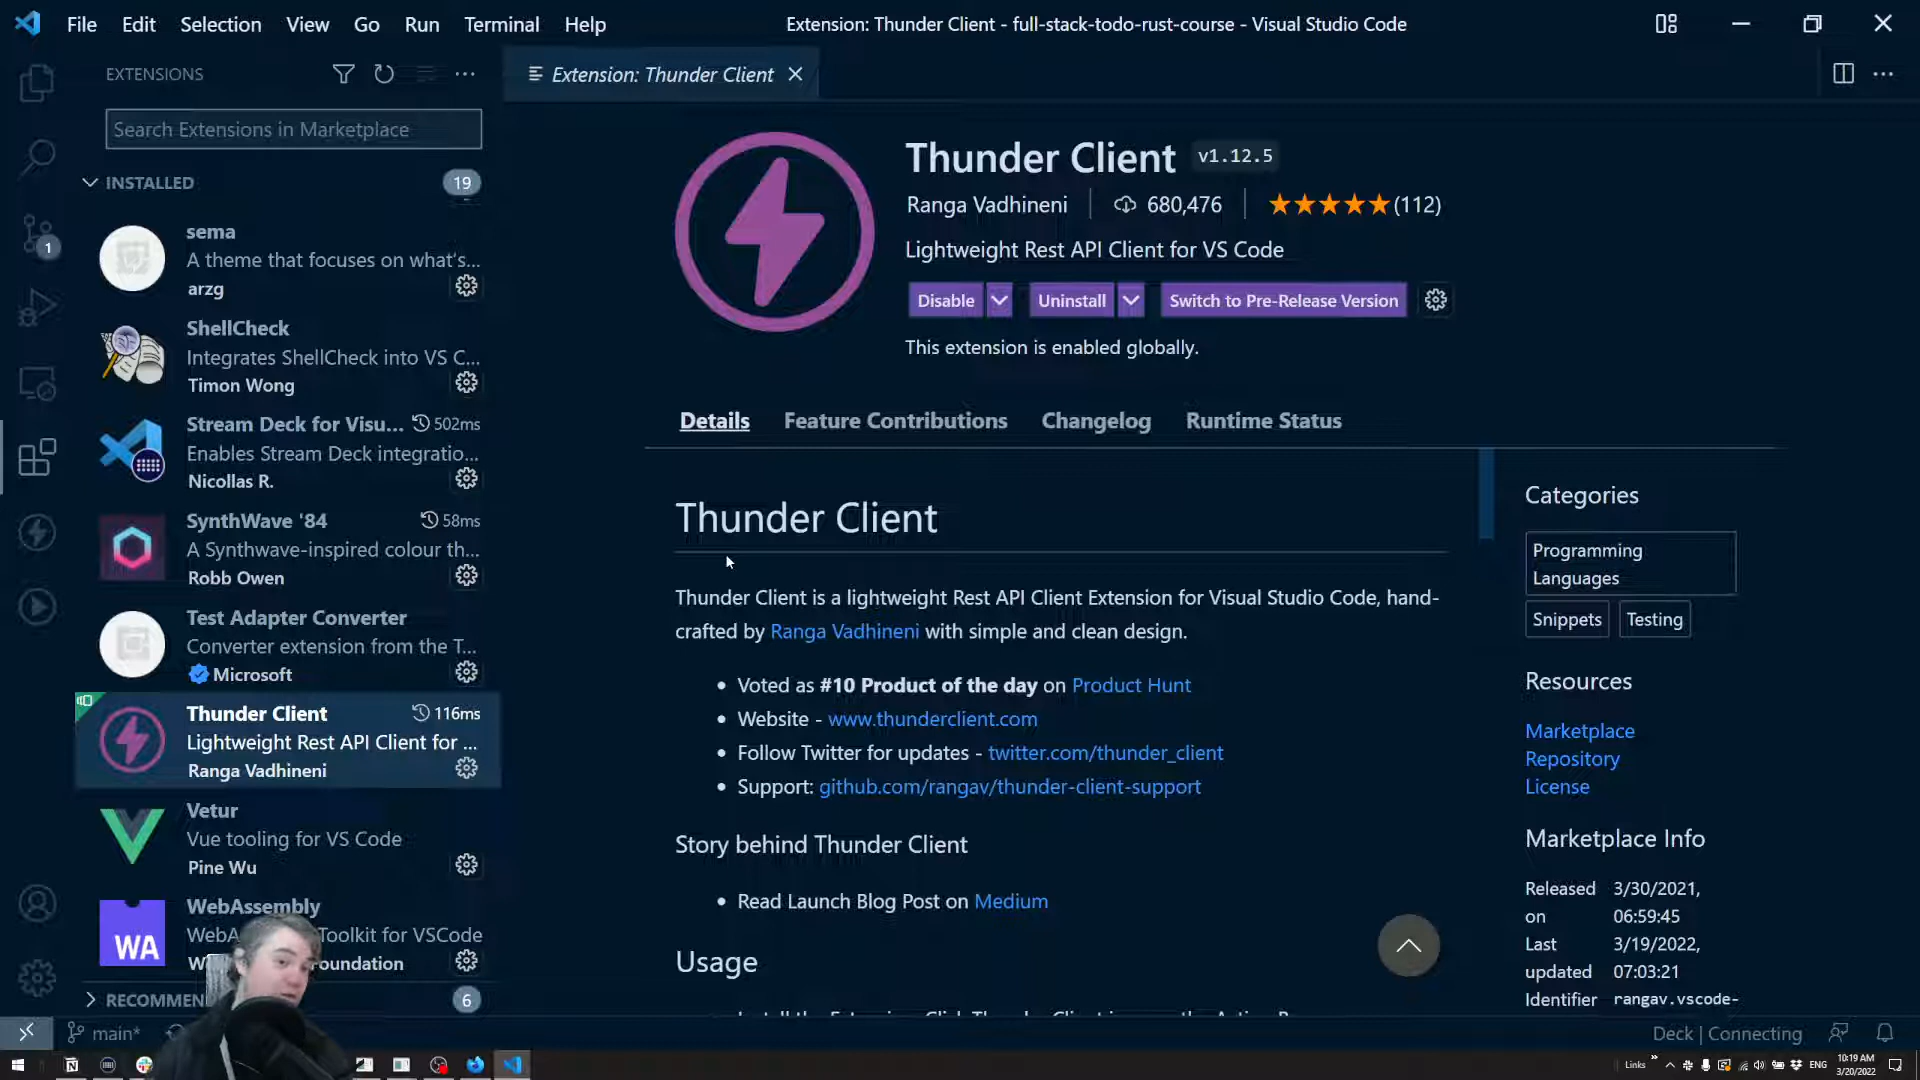 File Edit Selection View Go Run Terminal Help
Extension: Thunder Client - full-stack-todo-rust-course - Visual Studio Code
EXTENSIONS
Extension: Thunder Client
Search Extensions in Marketplace
INSTALLED 19
sema
A theme that focuses on what's...
arzg
1
ShellCheck
Integrates ShellCheck into VS C...
Timon Wong
Stream Deck for Visu... 502ms
Enables Stream Deck integratio...
Nicollas R.
SynthWave '84 58ms
A Synthwave-inspired colour th...
Robb Owen
Test Adapter Converter
Converter extension from the T...
Microsoft
Thunder Client 116ms
Lightweight Rest API Client for ...
Ranga Vadhineni
Vetur
Vue tooling for VS Code
Pine Wu
WA
WebAssembly
Toolkit for VSCode
RECOMMEN 6
Thunder Client v1.12.5
Ranga Vadhineni 680,476 (112)
Lightweight Rest API Client for VS Code
Disable Uninstall Switch to Pre-Release Version
This extension is enabled globally.
Details Feature Contributions Changelog Runtime Status
Thunder Client
Thunder Client is a lightweight Rest API Client Extension for Visual Studio Code, hand-
crafted by Ranga Vadhineni with simple and clean design.
• Voted as #10 Product of the day on Product Hunt
• Website - www.thunderclient.com
• Follow Twitter for updates - twitter.com/thunder_client
• Support: github.com/rangav/thunder-client-support
Story behind Thunder Client
• Read Launch Blog Post on Medium
Usage
Categories
Programming
Languages
Snippets Testing
Resources
Marketplace
Repository
License
Marketplace Info
Released 3/30/2021,
on 06:59:45
Last 3/19/2022,
updated 07:03:21
Identifier rangav.vscode-
main*
Deck | Connecting
Links ENG 10:19 AM
3/20/2022